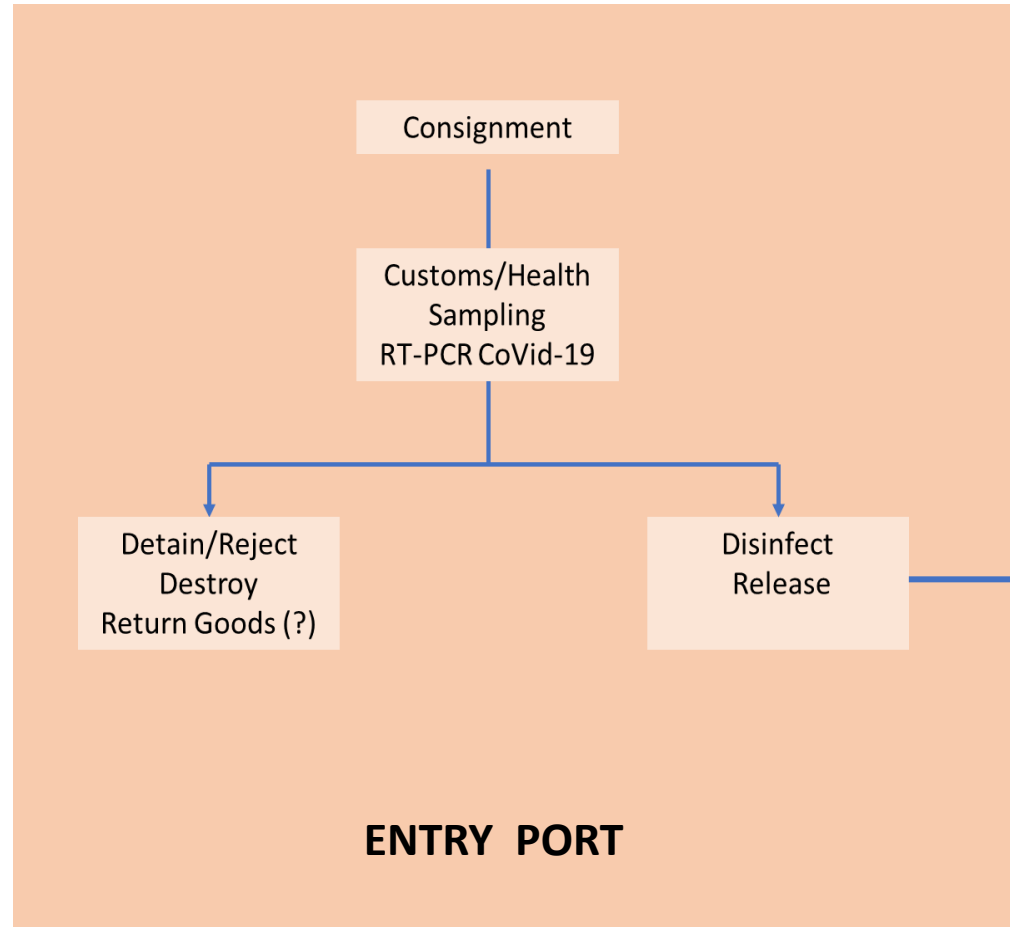 Consignment
Customs/Health
Sampling
RT-PCR CoVid-19
Detain/Reject
Destroy
Return Goods (?)
Disinfect
Release
ENTRY PORT